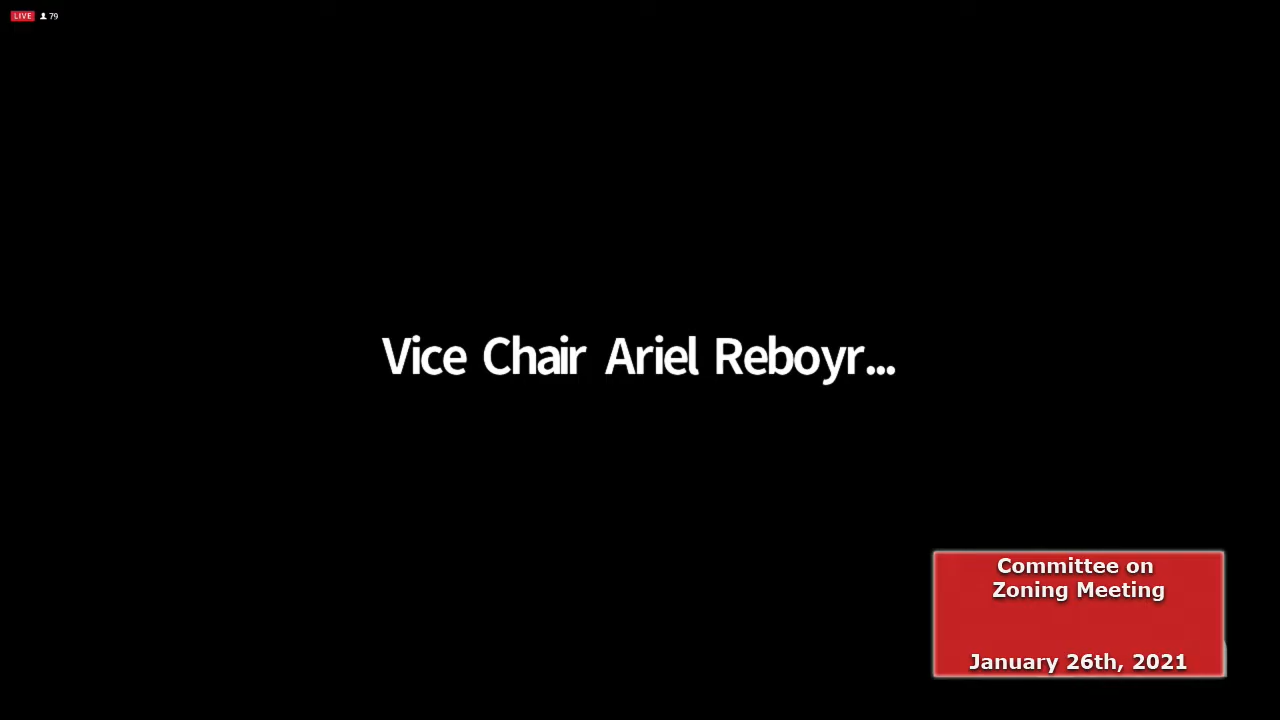 LIVE 79
Vice Chair Ariel Reboyr...
Committee on
Zoning Meeting
January 26th, 2021